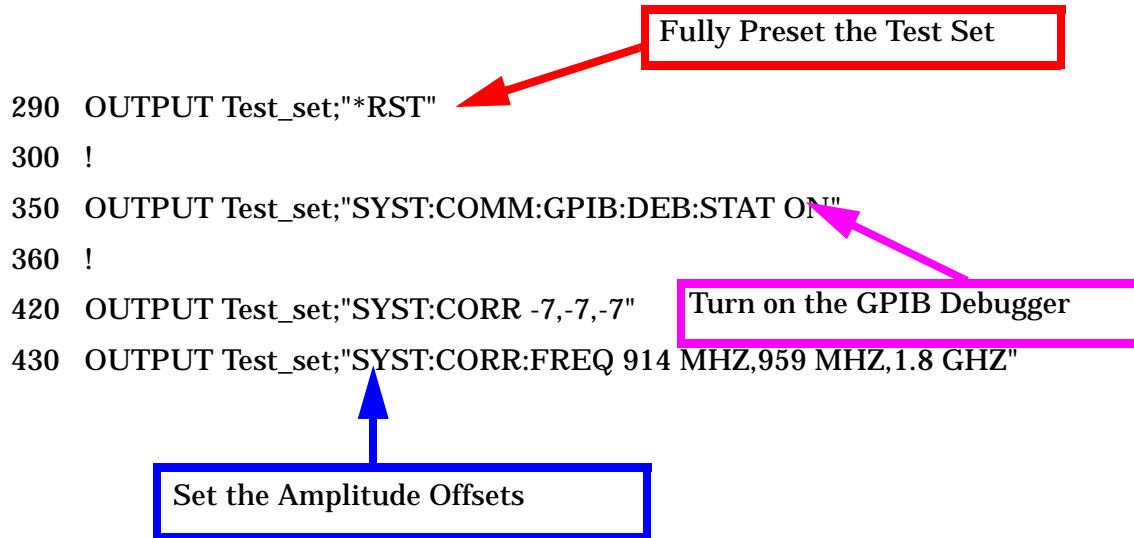 Fully Preset the Test Set
290 OUTPUT Test_set;"*RST"
300 !
350 OUTPUT Test_set;"SYST:COMM:GPIB:DEB:STAT ON"
360 !
420 OUTPUT Test_set;"SYST:CORR -7,-7,-7"
Turn on the GPIB Debugger
430 OUTPUT Test_set;"SYST:CORR:FREQ 914 MHZ,959 MHZ,1.8 GHZ"
Set the Amplitude Offsets